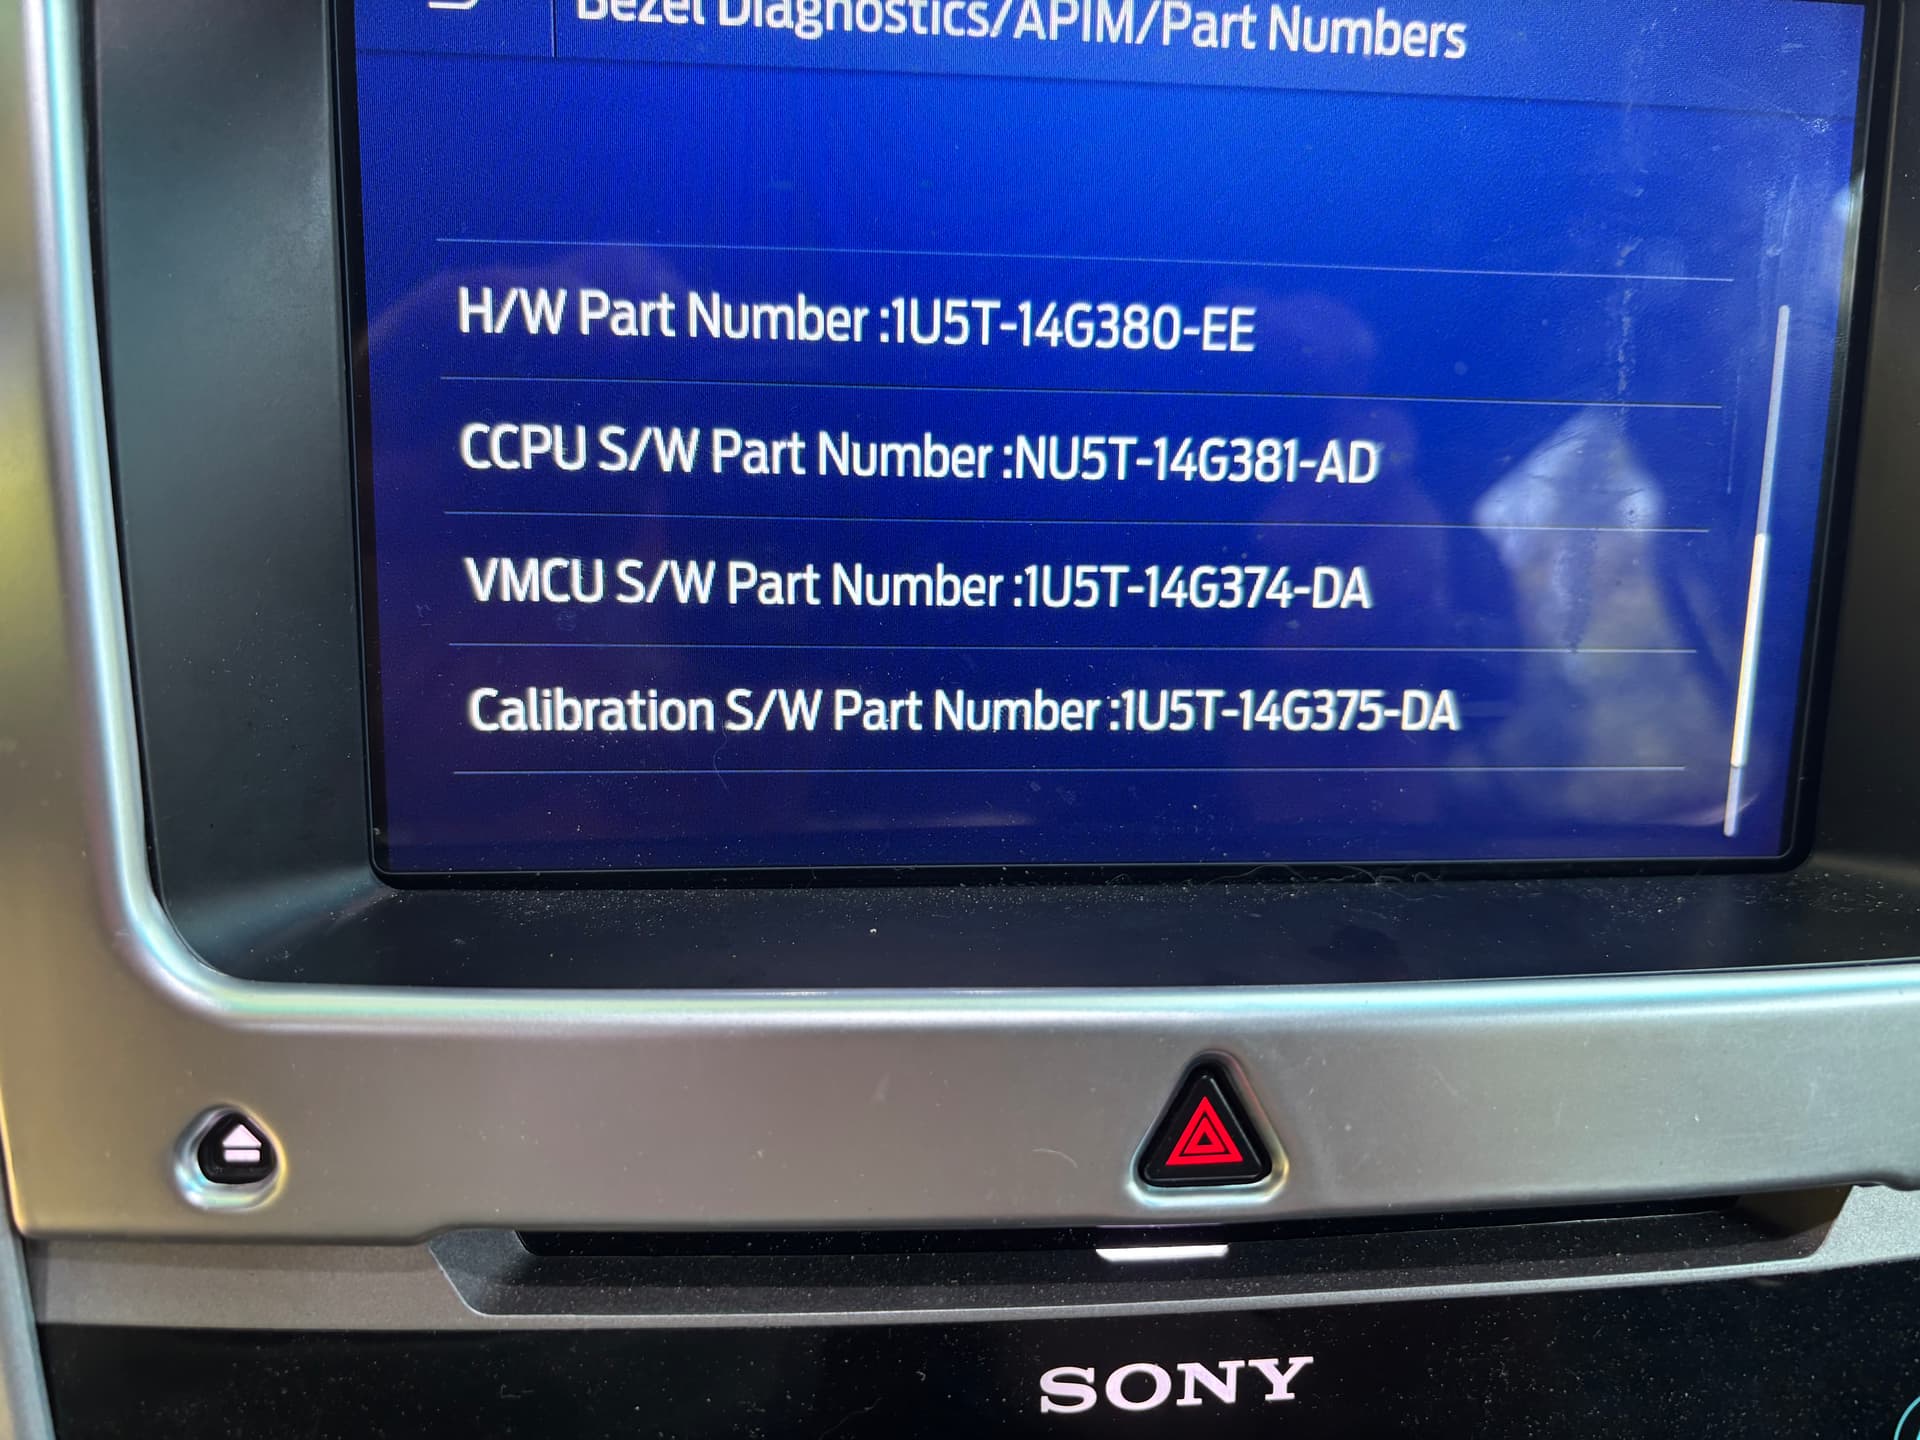 Bezel Diagnostics/APIM/Part Numbers
H/W Part Number :1U5T-14G380-EE
CCPU S/W Part Number :NU5T-14G381-AD
VMCU S/W Part Number :1U5T-14G374-DA
Calibration S/W Part Number :1U5T-14G375-DA
SONY